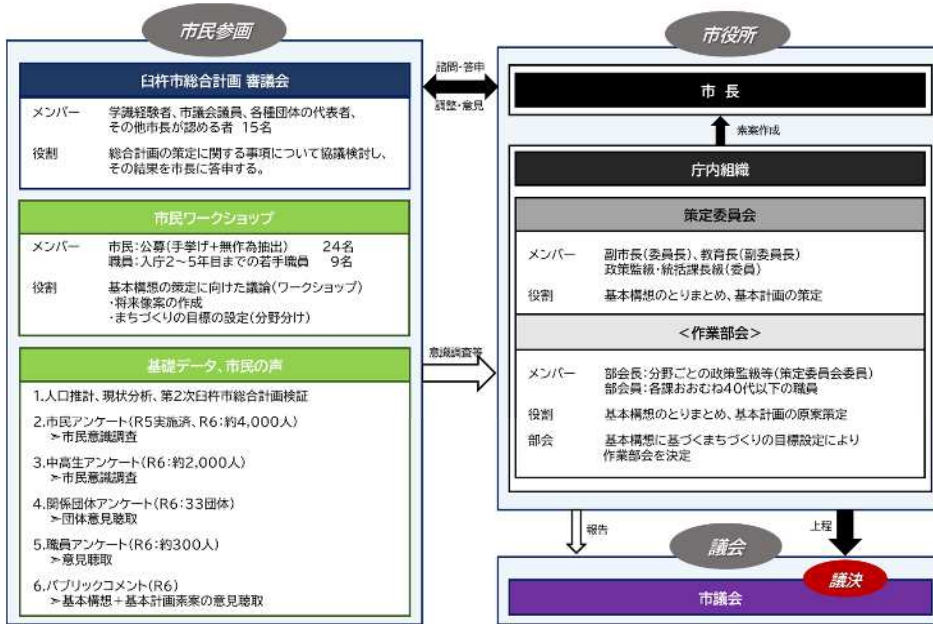 市民参画
臼杵市総合計画 審議会
メンバー 学識経験者、市議会議員、各種団体の代表者、
その他市長が認める者 15名
役割 総合計画の策定に関する事項について協議検討し、
その結果を市長に答申する。
市民ワークショップ
メンバー 市民:公募(手挙げ+無作為抽出) 24名
職員:入庁2~5年目までの若手職員 9名
役割 基本構想の策定に向けた議論(ワークショップ)
・将来像案の作成
・まちづくりの目標の設定(分野分け)
基礎データ、市民の声
1.人口推計、現状分析、第2次臼杵市総合計画検証
2.市民アンケート(R5実施済、R6:約4,000人)
➢市民意識調査
3.中高生アンケート(R6:約2,000人)
➢市民意識調査
4.関係団体アンケート(R6:33団体)
➢団体意見聴取
5.職員アンケート(R6:約300人)
➢意見聴取
6.パブリックコメント(R6)
➢基本構想+基本計画素案の意見聴取
諮問・答申
調整・意見
意識調査等
市役所
市 長
素案作成
庁内組織
策定委員会
メンバー 副市長(委員長)、教育長(副委員長)
政策監級・統括課長級(委員)
役割 基本構想のとりまとめ、基本計画の策定
<作業部会>
メンバー 部会長:分野ごとの政策監級等(策定委員会委員)
部会員:各課おおむね40代以下の職員
役割 基本構想のとりまとめ、基本計画の原案策定
部会 基本構想に基づくまちづくりの目標設定により
作業部会を決定
報告
上程
議会
議決
市議会